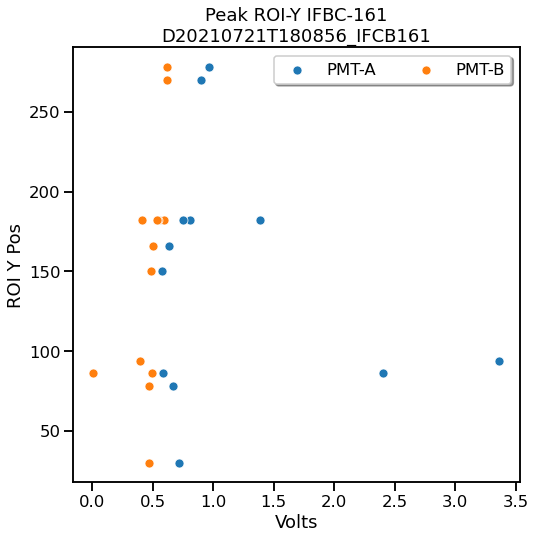 Peak ROI-Y IFBC-161
D20210721T180856_IFCB161
PMT-A PMT-B
250
200
150
100
50
ROI Y Pos
0.0 0.5 1.0 1.5 2.0 2.5 3.0 3.5
Volts